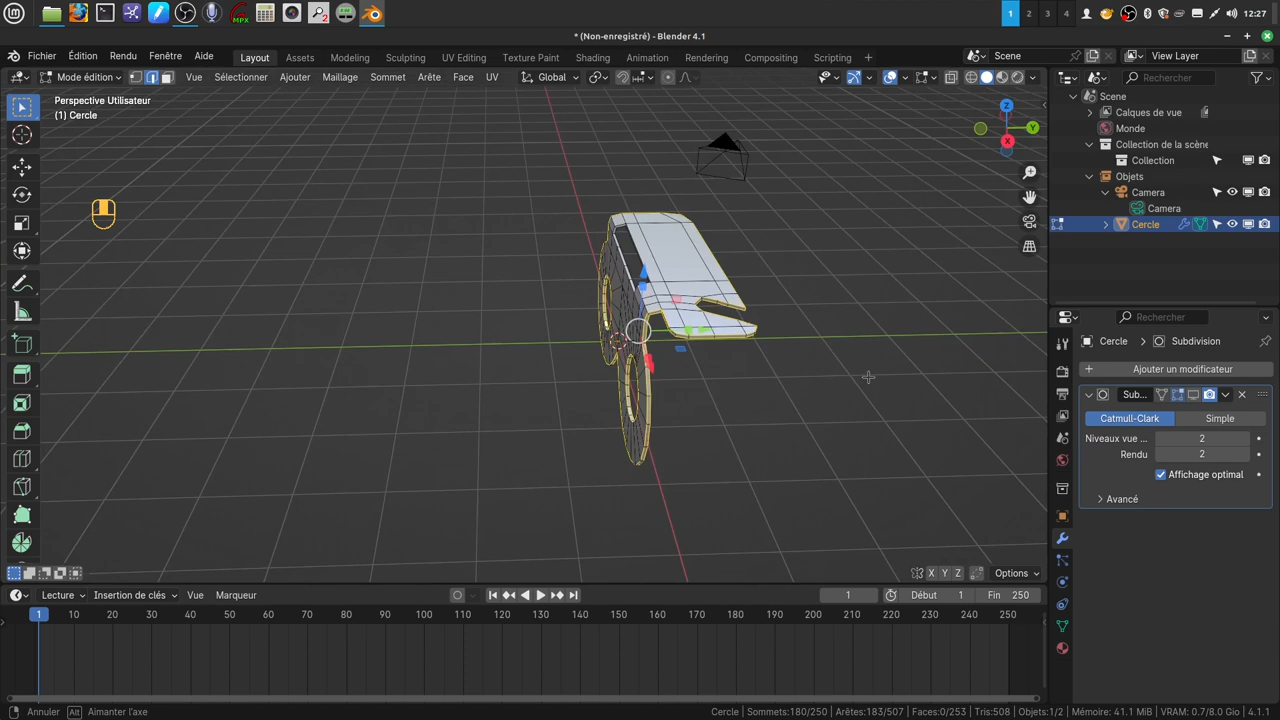 1 2 3 4 12:27
* (Non-enregistré) - Blender 4.1
Fichier Édition Rendu Fenêtre Aide Layout Assets Modeling Sculpting UV Editing Texture Paint Shading Animation Rendering Compositing Scripting + Scene View Layer
Mode édition Vue Sélectionner Ajouter Maillage Sommet Arête Face UV Global Rechercher
Perspective Utilisateur
(1) Cercle
Z
Y
X
Scene
Calques de vue
Monde
Collection de la scène
Collection
Objets
Camera
Camera
Cercle
Rechercher
Cercle > Subdivision
+ Ajouter un modificateur
Sub...
Catmull-Clark Simple
Niveaux vue ... 2
Rendu 2
Affichage optimal
Avancé
X Y Z Options
Lecture Insertion de clés Vue Marqueur 1 Début 1 Fin 250
1 10 20 30 40 50 60 70 80 90 100 110 120 130 140 150 160 170 180 190 200 210 220 230 240 250
Annuler Alt Aimanter l'axe Cercle | Sommets:180/250 | Arêtes:183/507 | Faces:0/253 | Tris:508 | Objets:1/2 | Mémoire: 41.1 MiB | VRAM: 0.7/8.0 Gio | 4.1.1